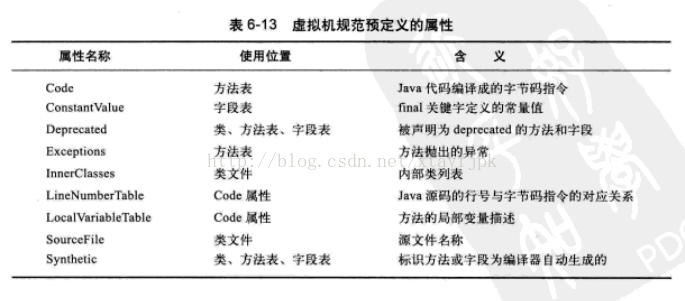 表 6-13 虚拟机规范预定义的属性
属性名称 使用位置 含 义
Code 方法表 Java 代码编译成的字节码指令
ConstantValue 字段表 final 关键字定义的常量值
Deprecated 类、方法表、字段表 被声明为 deprecated 的方法和字段
Exceptions 方法表 方法抛出的异常
http://blog.csdn.net/xtayfjpk
InnerClasses 类文件 内部类列表
LineNumberTable Code 属性 Java 源码的行号与字节码指令的对应关系
LocalVariableTable Code 属性 方法的局部变量描述
SourceFile 类文件 源文件名称
Synthetic 类、方法表、字段表 标识方法或字段为编译器自动生成的